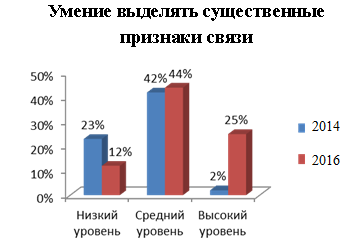 Умение выделять существенные
признаки связи
50%
40%
30%
20%
10%
0%
23%
12%
42%
44%
2%
25%
Низкий уровень
Средний уровень
Высокий уровень
2014
2016